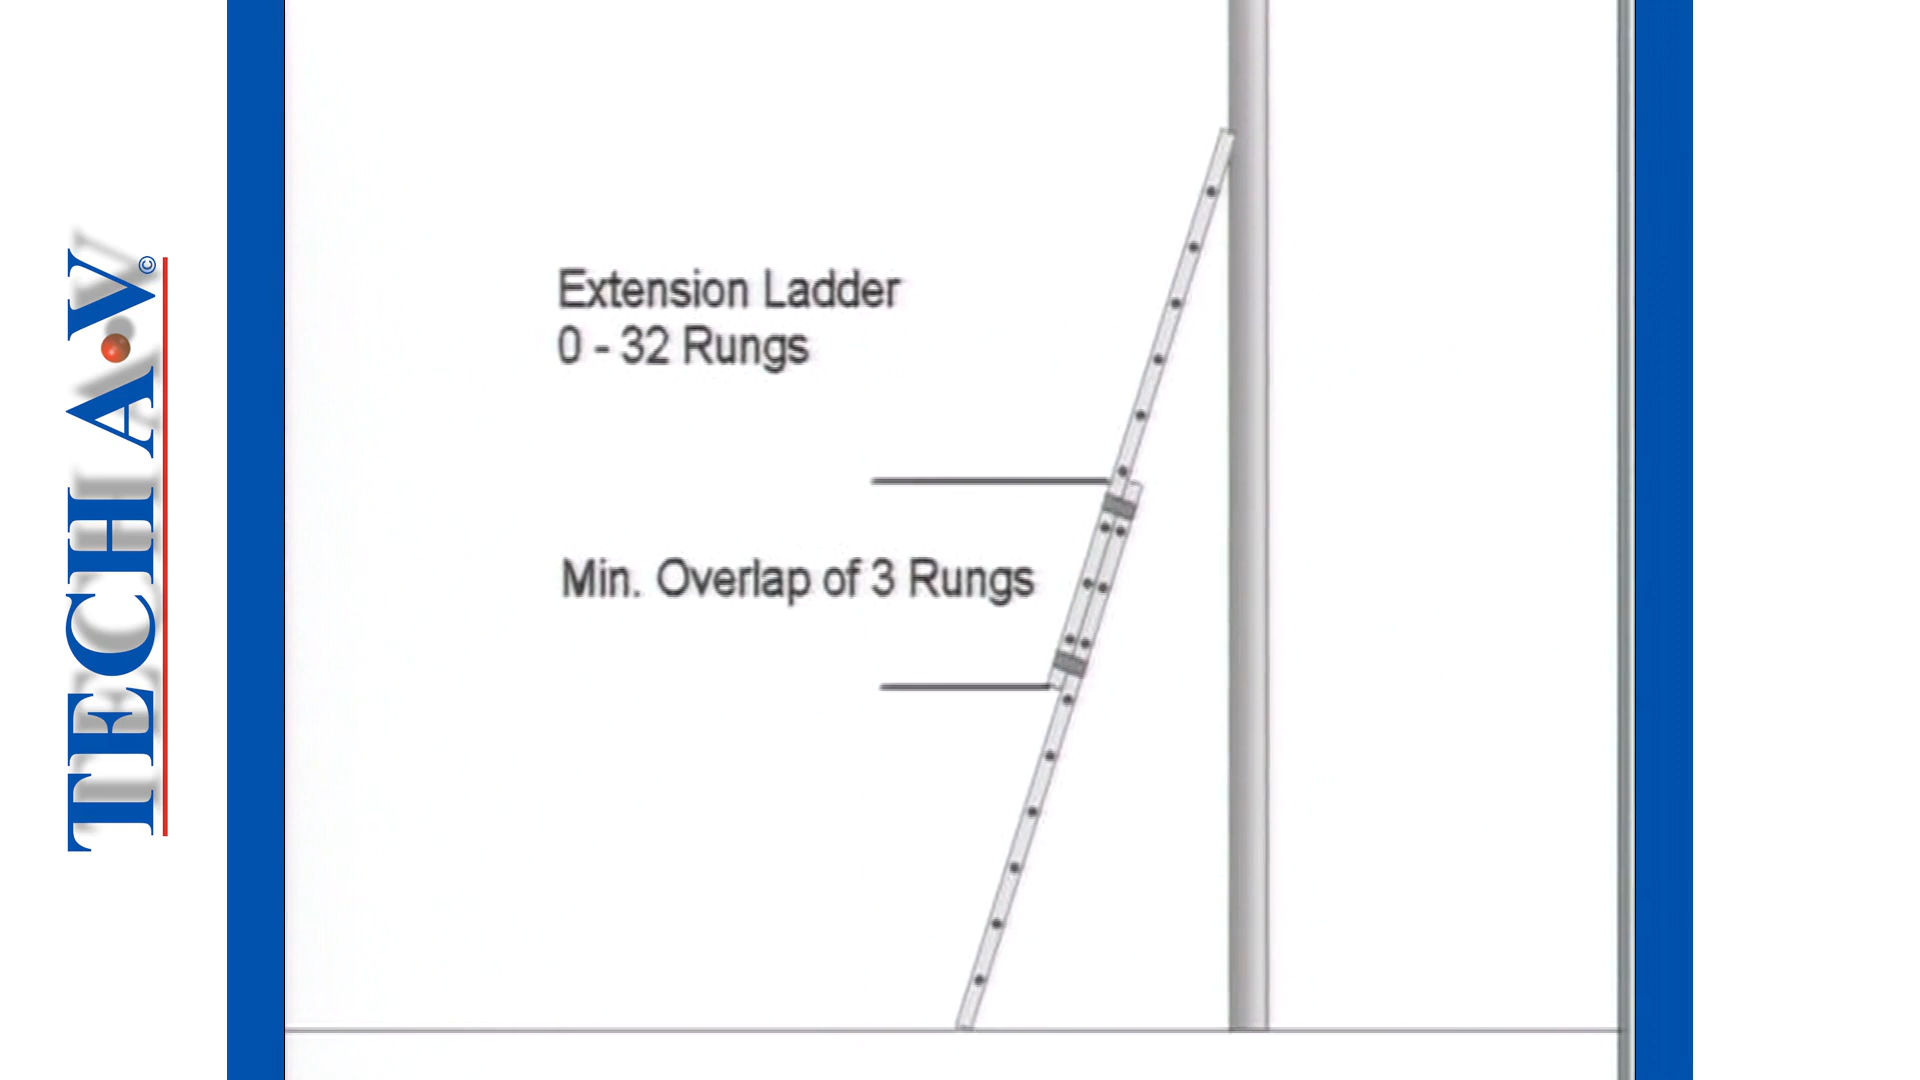 TECH A.V ©
Extension Ladder
0 - 32 Rungs
Min. Overlap of 3 Rungs